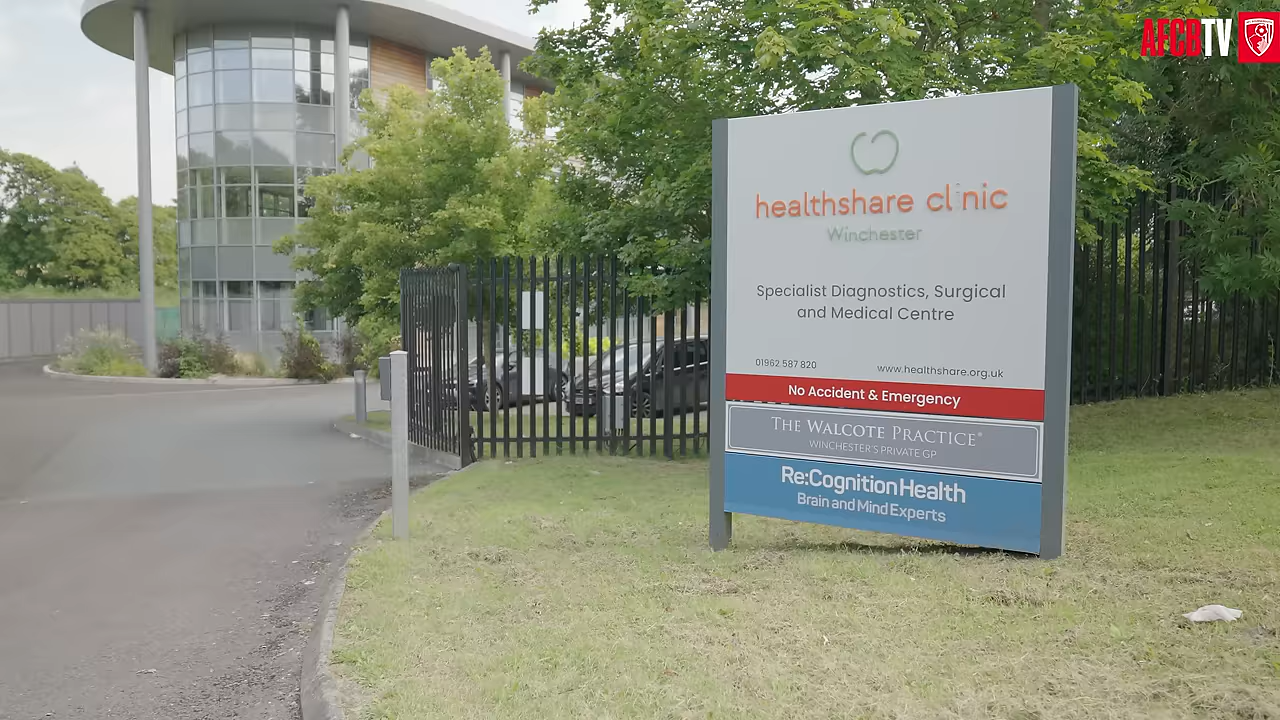 AFCBTV
healthshare clinic
Winchester
Specialist Diagnostics, Surgical
and Medical Centre
01962 587 820
www.healthshare.org.uk
No Accident & Emergency
THE WALCOTE PRACTICE®
WINCHESTER'S PRIVATE GP
Re:Cognition Health
Brain and Mind Experts